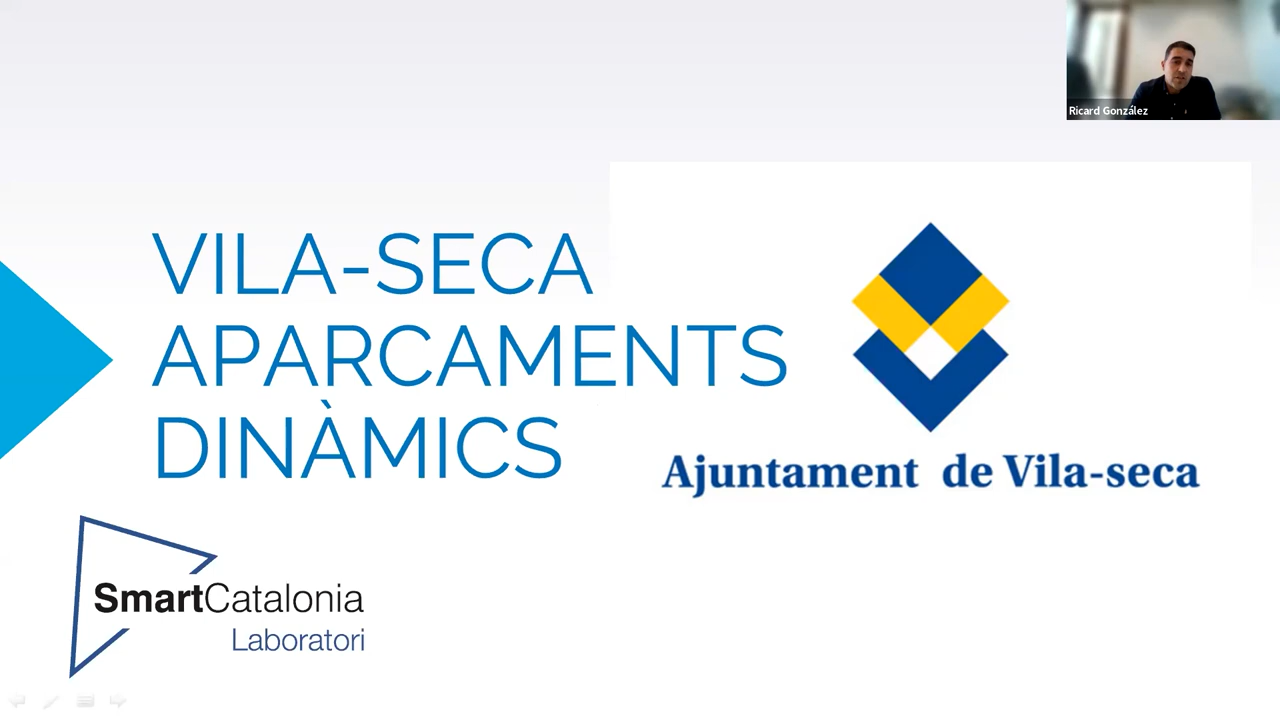 Ricard González
VILA-SECA
APARCAMENTS
DINÀMICS
Ajuntament de Vila-seca
SmartCatalonia
Laboratori